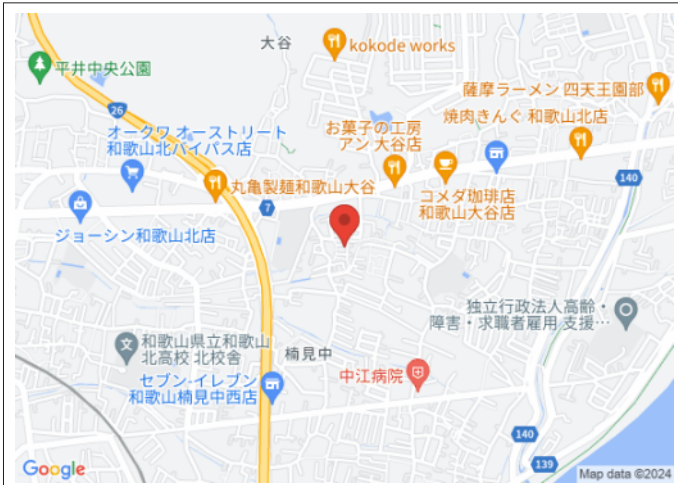 大谷
kokode works
平井中央公園
薩摩ラーメン 四天王園部
26
オークワ オーストリート
和歌山北バイパス店
お菓子の工房
アン 大谷店
焼肉きんぐ 和歌山北店
丸亀製麺和歌山大谷
140
コメダ珈琲店
和歌山大谷店
7
ジョーシン和歌山北店
独立行政法人高齢・
障害・求職者雇用 支援…
和歌山県立和歌山
北高校 北校舎
楠見中
中江病院
セブン-イレブン
和歌山楠見中西店
140
139
Google
Map data ©2024